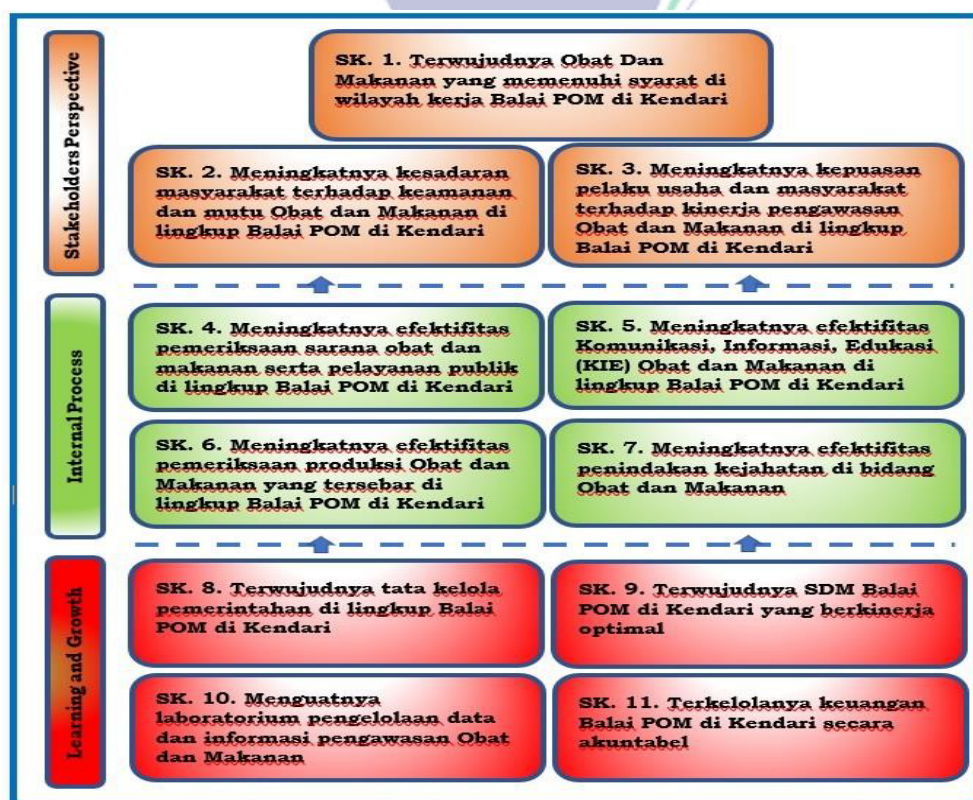 Stakeholders Perspective
SK. 1. Terwujudnya Obat Dan
Makanan yang memenuhi syarat di
wilayah kerja Balai POM di Kendari
SK. 2. Meningkatnya kesadaran
masyarakat terhadap keamanan
dan mutu Obat dan Makanan di
lingkup Balai POM di Kendari
SK. 3. Meningkatnya kepuasan
pelaku usaha dan masyarakat
terhadap kinerja pengawasan
Obat dan Makanan di lingkup
Balai POM di Kendari
Internal Process
SK. 4. Meningkatnya efektifitas
pemeriksaan sarana obat dan
makanan serta pelayanan publik
di lingkup Balai POM di Kendari
SK. 5. Meningkatnya efektifitas
Komunikasi, Informasi, Edukasi
(KIE) Obat dan Makanan di
lingkup Balai POM di Kendari
SK. 6. Meningkatnya efektifitas
pemeriksaan produksi Obat dan
Makanan yang tersebar di
lingkup Balai POM di Kendari
SK. 7. Meningkatnya efektifitas
penindakan kejahatan di bidang
Obat dan Makanan
Learning and Growth
SK. 8. Terwujudnya tata kelola
pemerintahan di lingkup Balai
POM di Kendari
SK. 9. Terwujudnya SDM Balai
POM di Kendari yang berkinerja
optimal
SK. 10. Menguatnya
laboratorium pengelolaan data
dan informasi pengawasan Obat
dan Makanan
SK. 11. Terkelolanya keuangan
Balai POM di Kendari secara
akuntabel